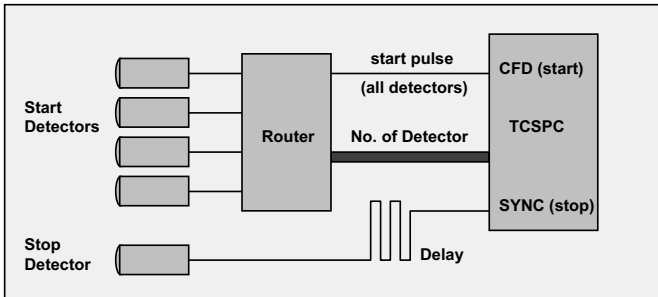 start pulse
CFD (start)
(all detectors)
Start
Detectors
Router
No. of Detector
TCSPC
SYNC (stop)
Stop
Detector
Delay